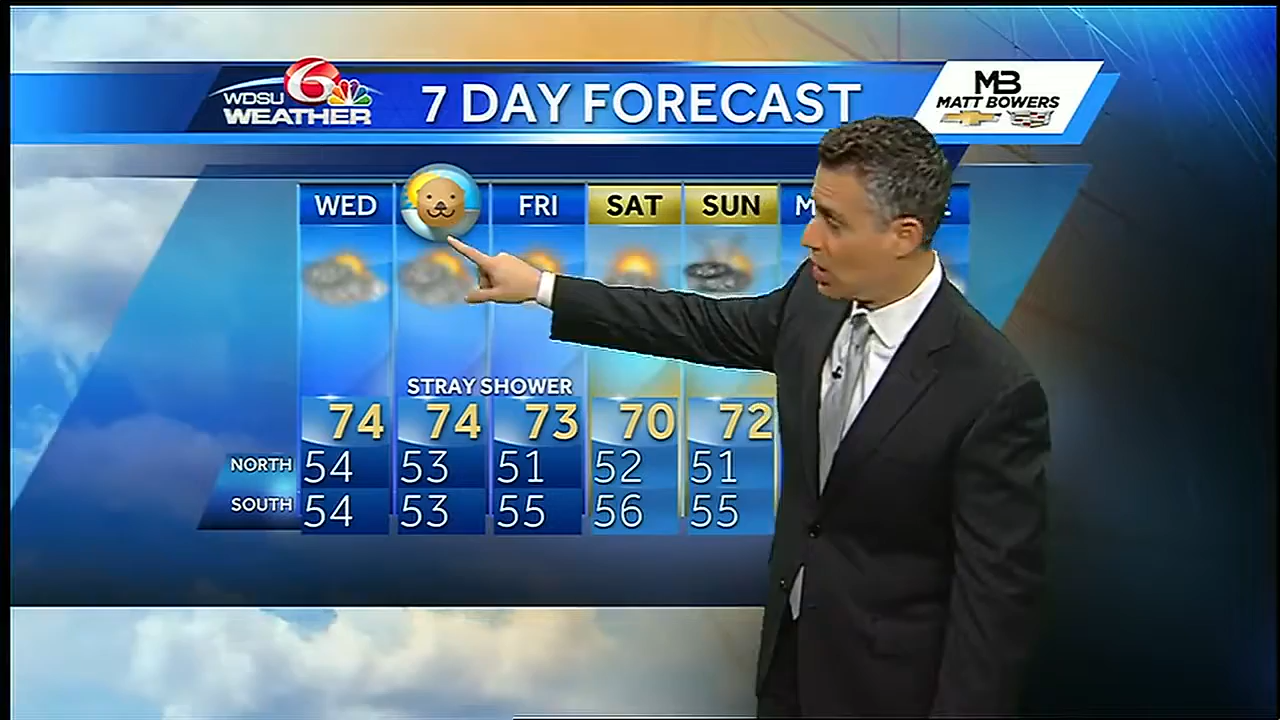 WDSU 6
WEATHER
7 DAY FORECAST
MB
MATT BOWERS
WED FRI SAT SUN M E
STRAY SHOWER
74 74 73 70 72
NORTH 54 53 51 52 51
SOUTH 54 53 55 56 55